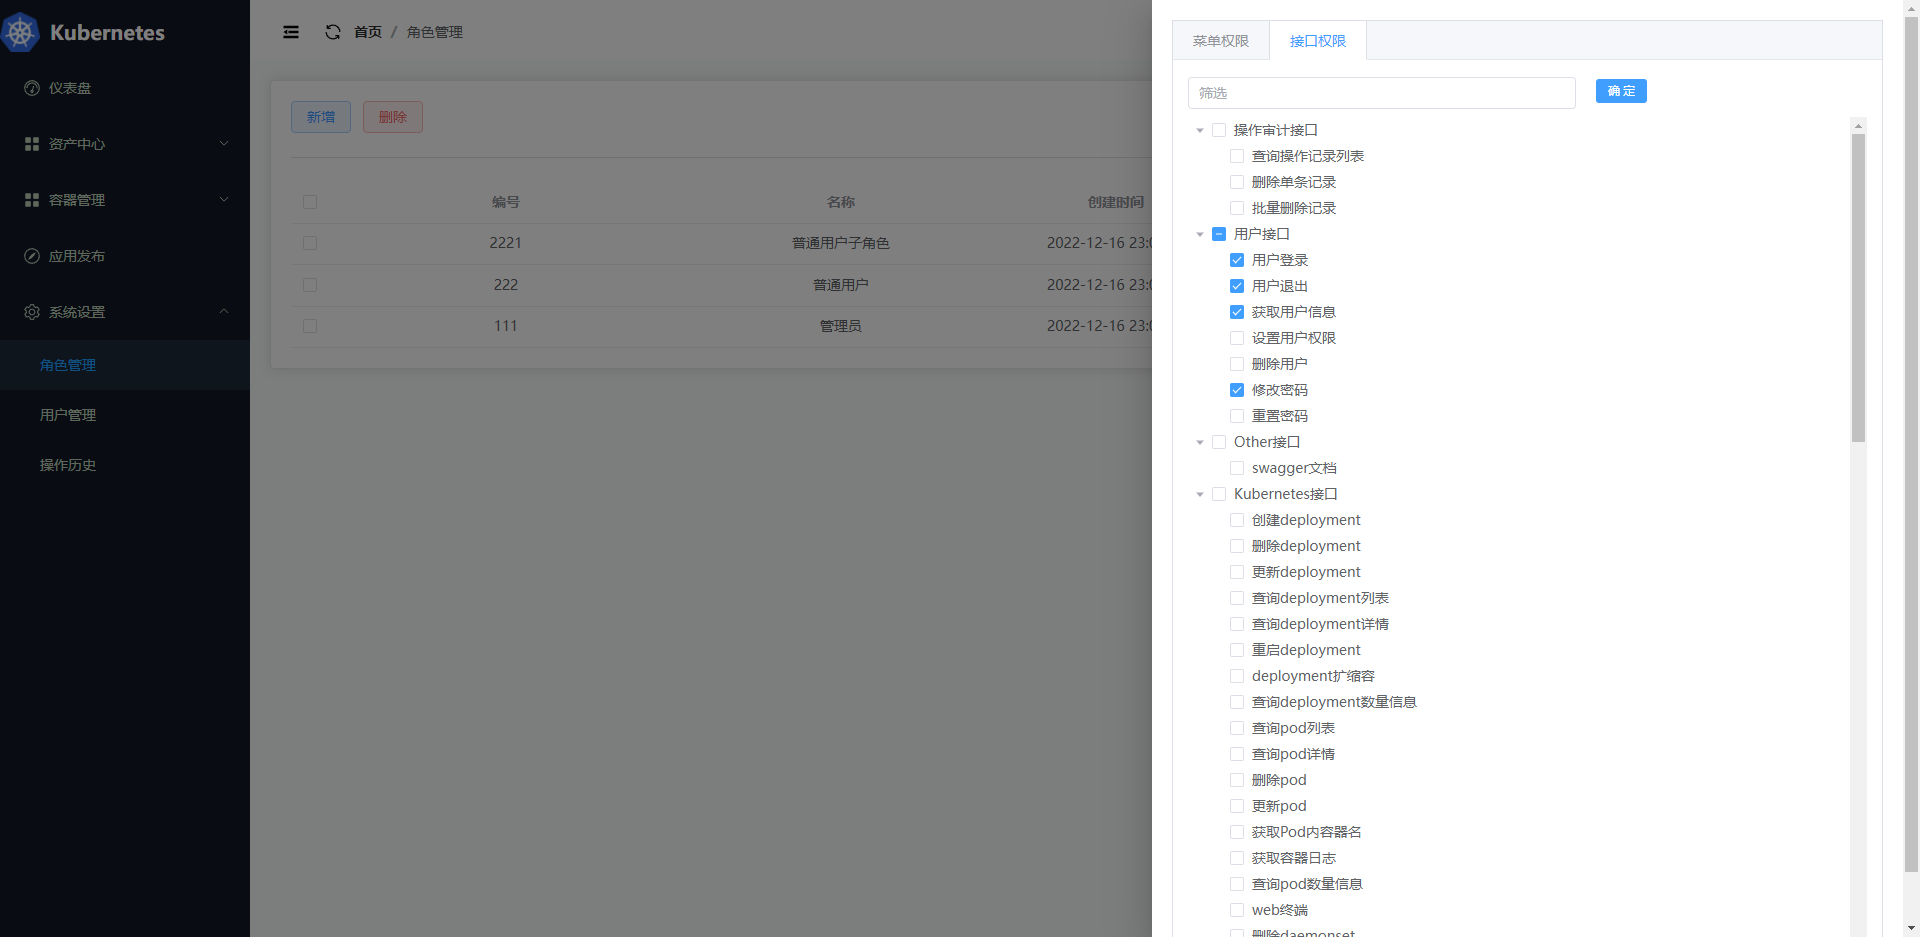 Kubernetes
仪表盘
资产中心
容器管理
应用发布
系统设置
角色管理
用户管理
操作历史
首页 / 角色管理
新增 删除
编号 名称 创建时间
2221 普通用户子角色 2022-12-16 23:
222 普通用户 2022-12-16 23:
111 管理员 2022-12-16 23:
菜单权限 接口权限
筛选 确定
操作审计接口
查询操作记录列表
删除单条记录
批量删除记录
用户接口
用户登录
用户退出
获取用户信息
设置用户权限
删除用户
修改密码
重置密码
Other接口
swagger文档
Kubernetes接口
创建deployment
删除deployment
更新deployment
查询deployment列表
查询deployment详情
重启deployment
deployment扩缩容
查询deployment数量信息
查询pod列表
查询pod详情
删除pod
更新pod
获取Pod内容器名
获取容器日志
查询pod数量信息
web终端
删除daemonset